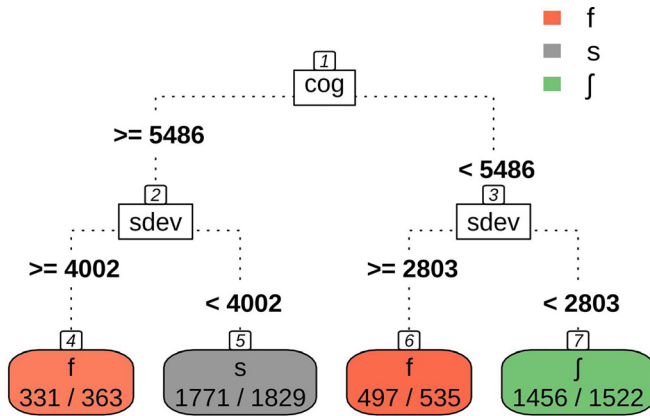 f
s
ʃ
1
cog
>= 5486
< 5486
2
sdev
3
sdev
>= 4002
< 4002
>= 2803
< 2803
4
f
331 / 363
5
s
1771 / 1829
6
f
497 / 535
7
ʃ
1456 / 1522